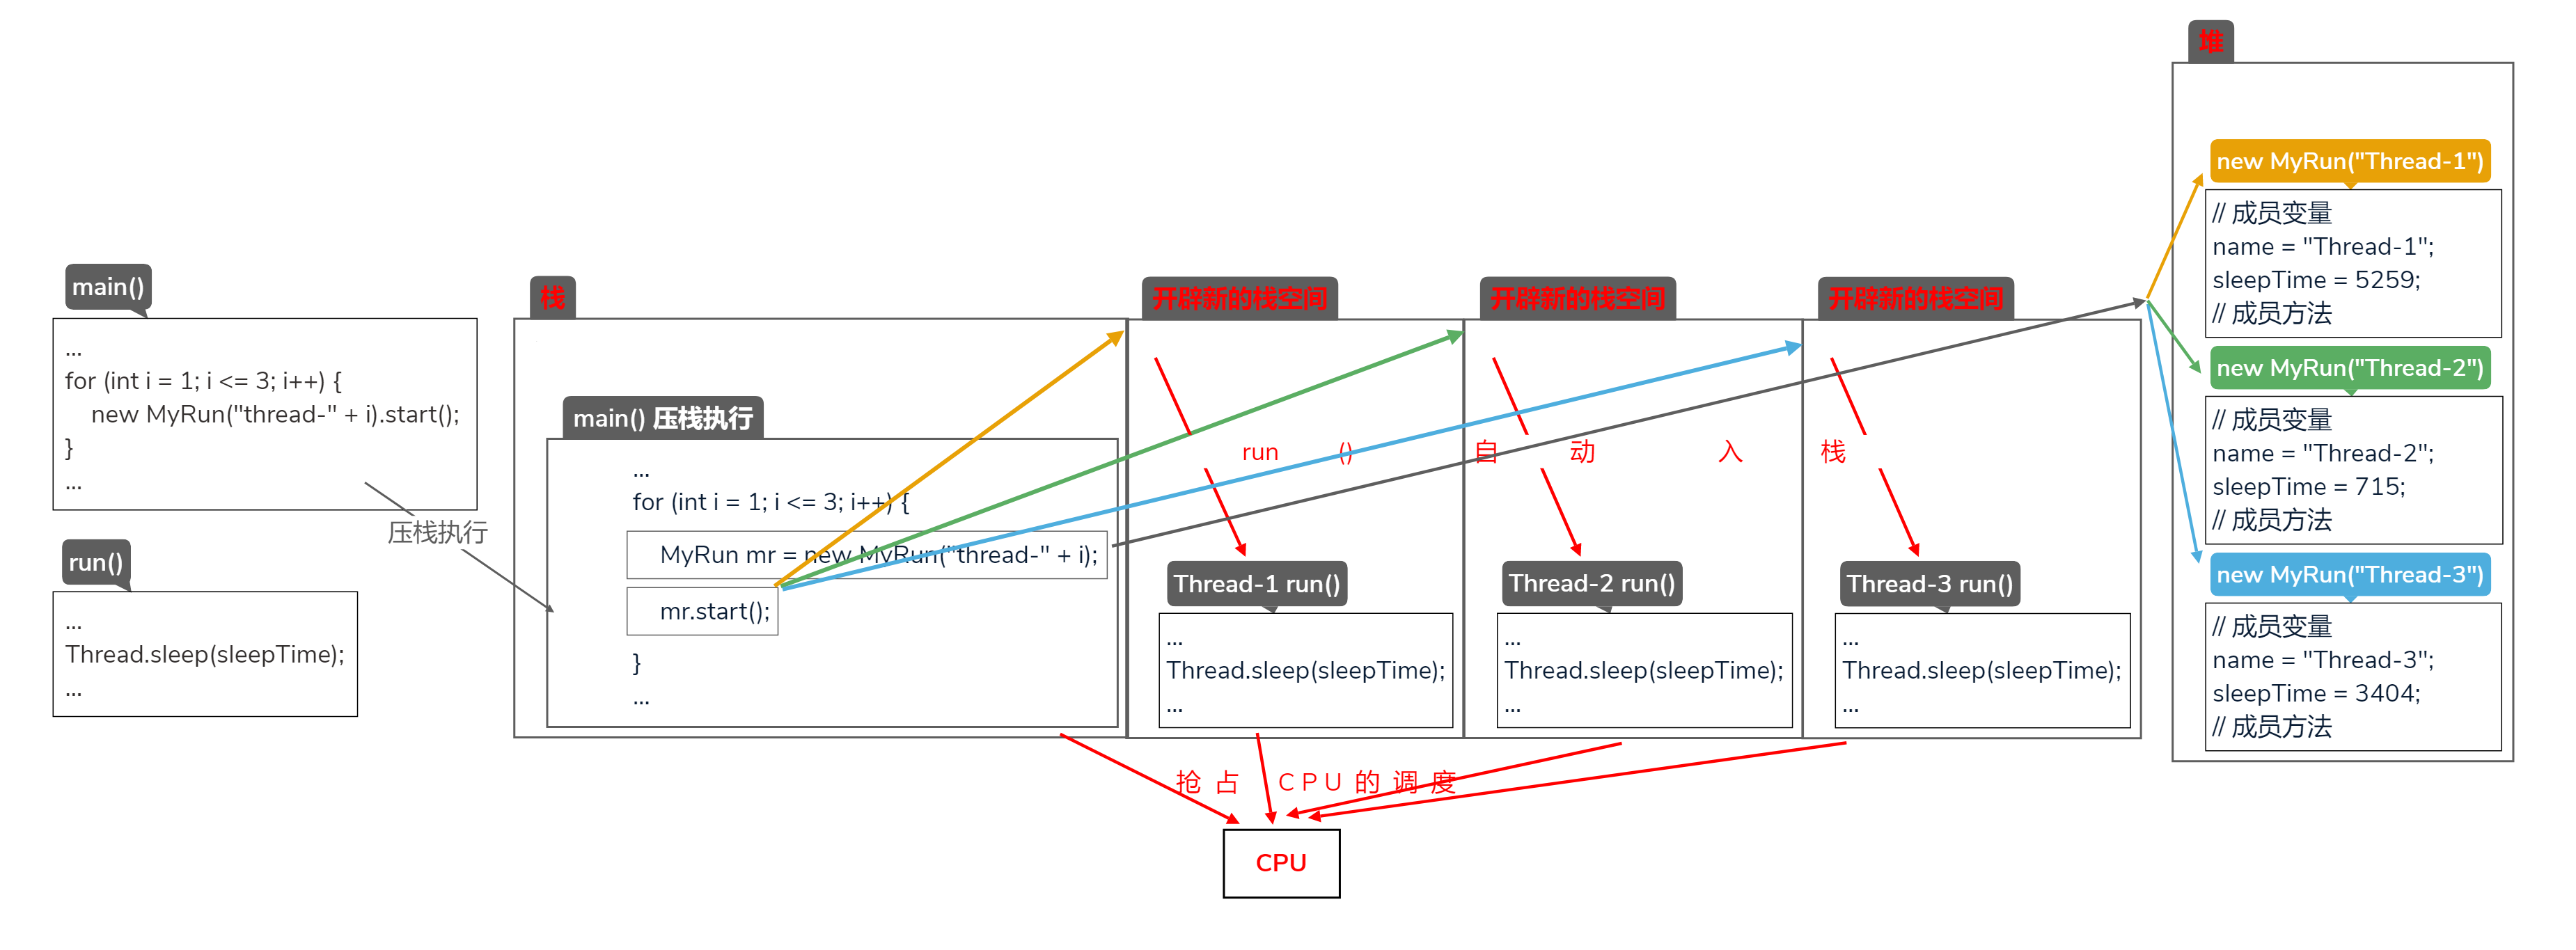 main()
...
for (int i = 1; i <= 3; i++) {
new MyRun("thread-" + i).start();
}
...
压栈执行
run()
...
Thread.sleep(sleepTime);
...
栈
main() 压栈执行
...
for (int i = 1; i <= 3; i++) {
MyRun mr = new MyRun("thread-" + i);
mr.start();
}
...
开辟新的栈空间
开辟新的栈空间
开辟新的栈空间
run () 自 动 入 栈
Thread-1 run()
...
Thread.sleep(sleepTime);
...
Thread-2 run()
...
Thread.sleep(sleepTime);
...
Thread-3 run()
...
Thread.sleep(sleepTime);
...
抢 占 C P U 的 调 度
CPU
堆
new MyRun("Thread-1")
// 成员变量
name = "Thread-1";
sleepTime = 5259;
// 成员方法
new MyRun("Thread-2")
// 成员变量
name = "Thread-2";
sleepTime = 715;
// 成员方法
new MyRun("Thread-3")
// 成员变量
name = "Thread-3";
sleepTime = 3404;
// 成员方法